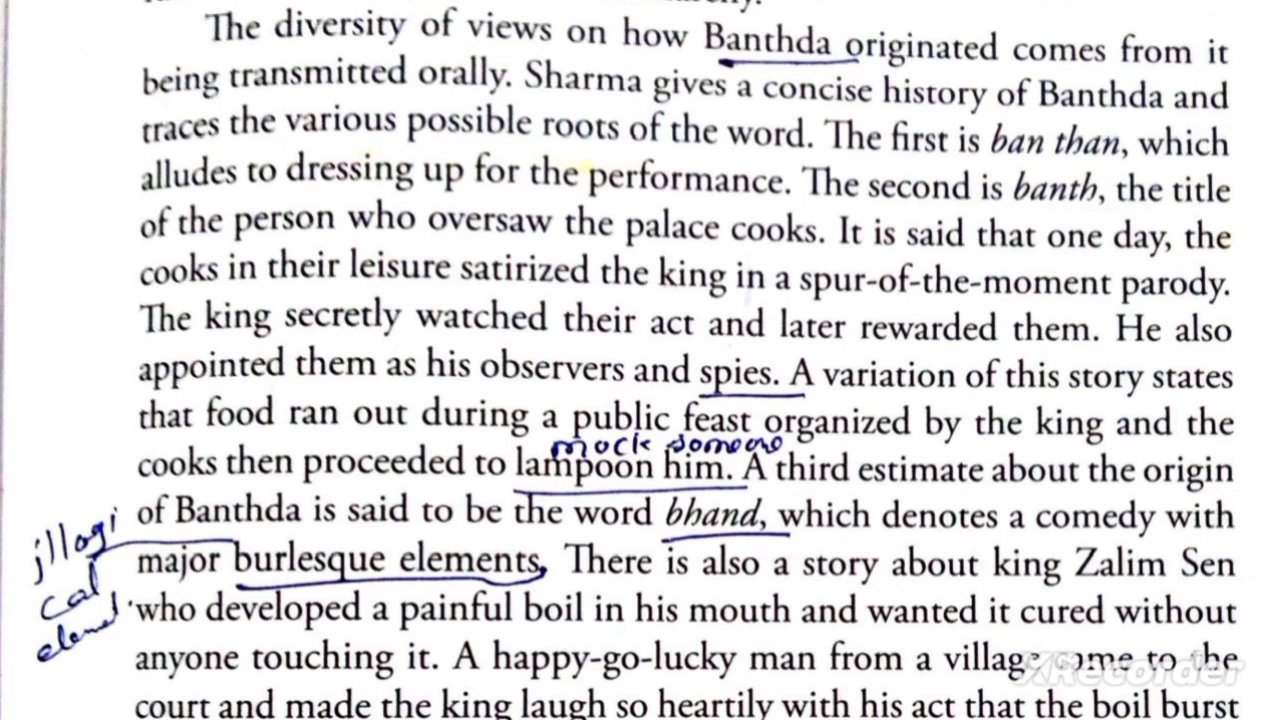 The diversity of views on how Banthda originated comes from it
being transmitted orally. Sharma gives a concise history of Banthda and
traces the various possible roots of the word. The first is ban than, which
alludes to dressing up for the performance. The second is banth, the title
of the person who oversaw the palace cooks. It is said that one day, the
cooks in their leisure satirized the king in a spur-of-the-moment parody.
The king secretly watched their act and later rewarded them. He also
appointed them as his observers and spies. A variation of this story states
that food ran out during a public feast organized by the king and the
mock someone
cooks then proceeded to lampoon him. A third estimate about the origin
of Banthda is said to be the word bhand, which denotes a comedy with
illogi
major burlesque elements. There is also a story about king Zalim Sen
cal
who developed a painful boil in his mouth and wanted it cured without
anyone touching it. A happy-go-lucky man from a village came to the
XRecorder
court and made the king laugh so heartily with his act that the boil burst